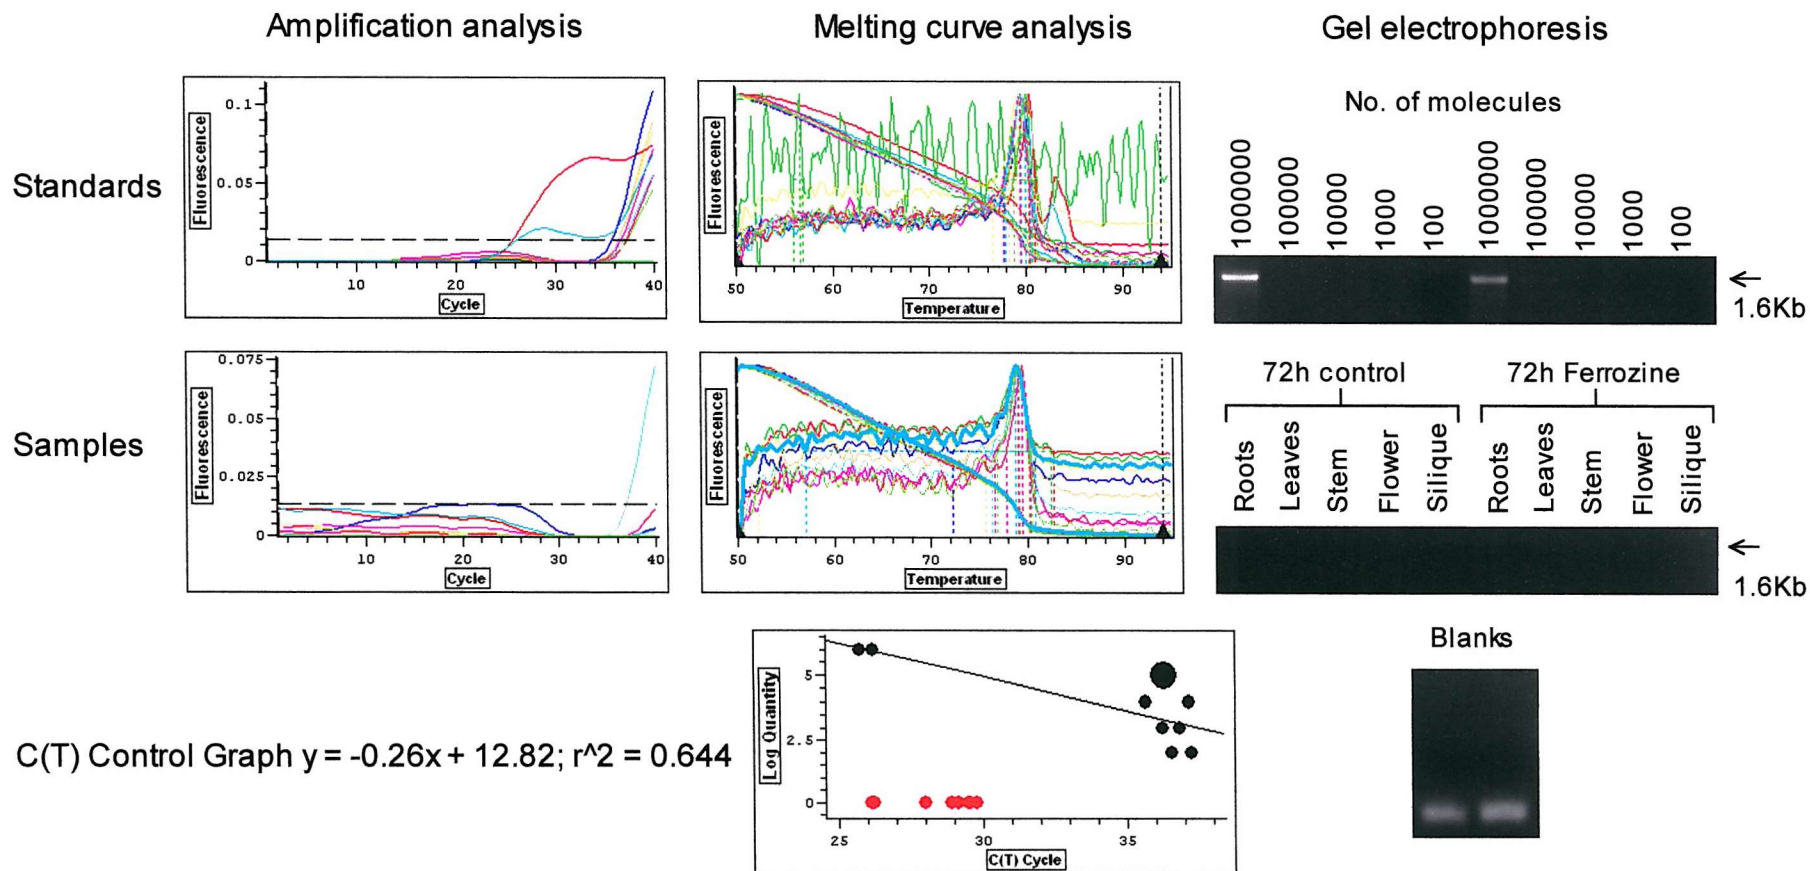 Amplification analysis
Melting curve analysis
Gel electrophoresis
Standards
Fluorescence
0.1
0.05
0
10
20
30
40
Cycle
Fluorescence
50
60
70
80
90
Temperature
No. of molecules
1000000
100000
10000
1000
100
1000000
100000
10000
1000
100
1.6Kb
Samples
Fluorescence
0.075
0.05
0.025
0
10
20
30
40
Cycle
Fluorescence
50
60
70
80
90
Temperature
72h control
72h Ferrozine
Roots
Leaves
Stem
Flower
Silique
Roots
Leaves
Stem
Flower
Silique
1.6Kb
C(T) Control Graph y = -0.26x + 12.82; r^2 = 0.644
Log Quantity
5
2.5
0
25
30
35
C(T) Cycle
Blanks